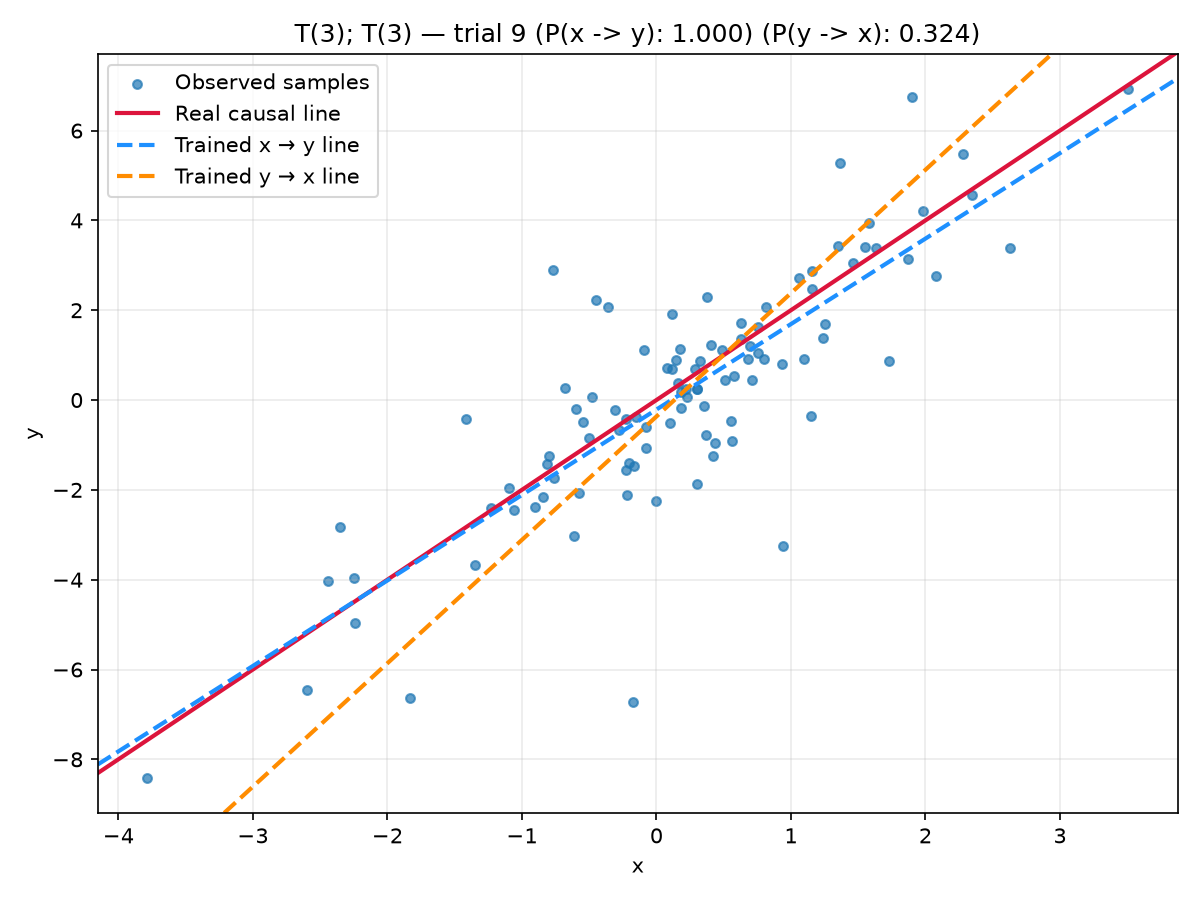 T(3); T(3) — trial 9 (P(x -> y): 1.000) (P(y -> x): 0.324)
Observed samples
Real causal line
Trained x → y line
Trained y → x line
6
4
2
0
−2
−4
−6
−8
y
−4 −3 −2 −1 0 1 2 3
x